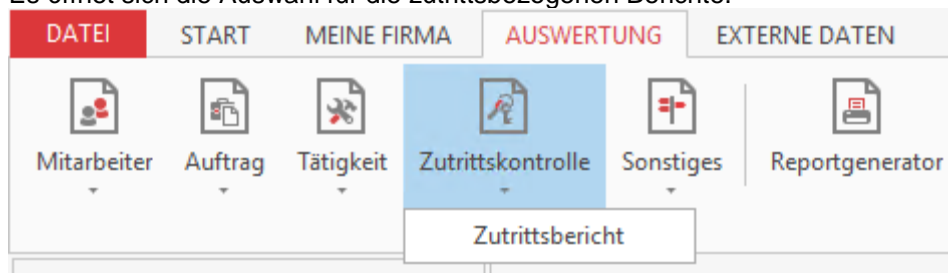 Es öffnet sich die Auswahl für die zutrittsbezogenen Berichte.
DATEI START MEINE FIRMA AUSWERTUNG EXTERNE DATEN
Mitarbeiter Auftrag Tätigkeit Zutrittskontrolle Sonstiges Reportgenerator
Zutrittsbericht